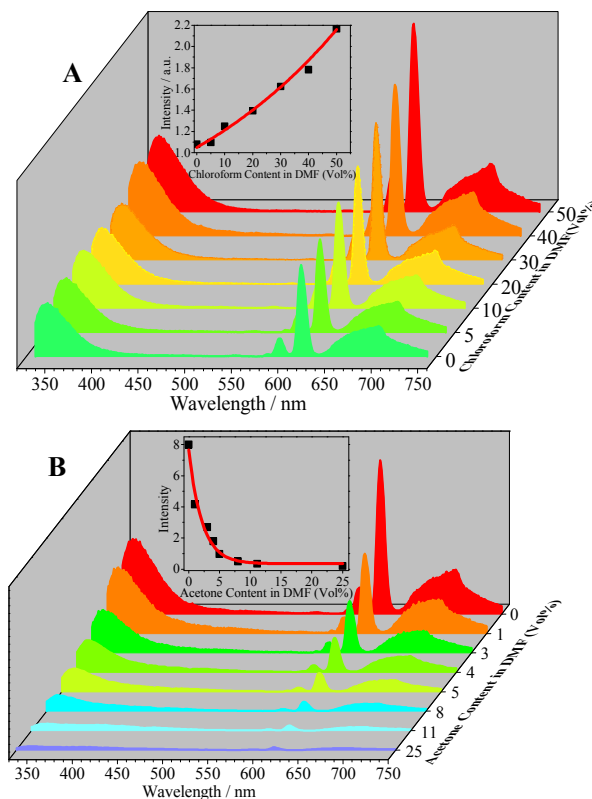 A
Intensity / a.u.
2.2
2.0
1.8
1.6
1.4
1.2
1.0
0 10 20 30 40 50
Chloroform Content in DMF (Vol%)
50
40
30
20
10
5
0
Chloroform Content in DMF(Vol%)
350 400 450 500 550 600 650 700 750
Wavelength / nm
B
Intensity
8
6
4
2
0
0 5 10 15 20 25
Acetone Content in DMF (Vol%)
0
1
3
4
5
8
11
25
Acetone Content in DMF (Vol%)
350 400 450 500 550 600 650 700 750
Wavelength / nm